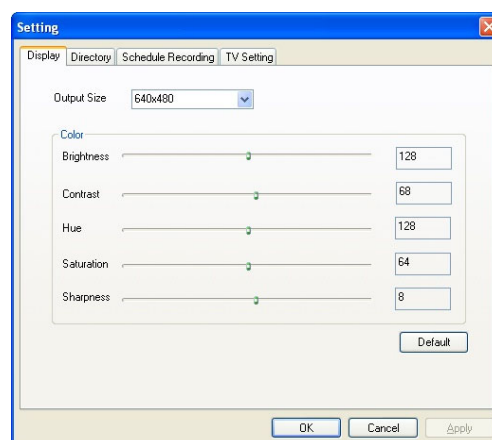 Setting
Display Directory Schedule Recording TV Setting
Output Size 640x480
Color
Brightness 128
Contrast 68
Hue 128
Saturation 64
Sharpness 8
Default
OK Cancel Apply